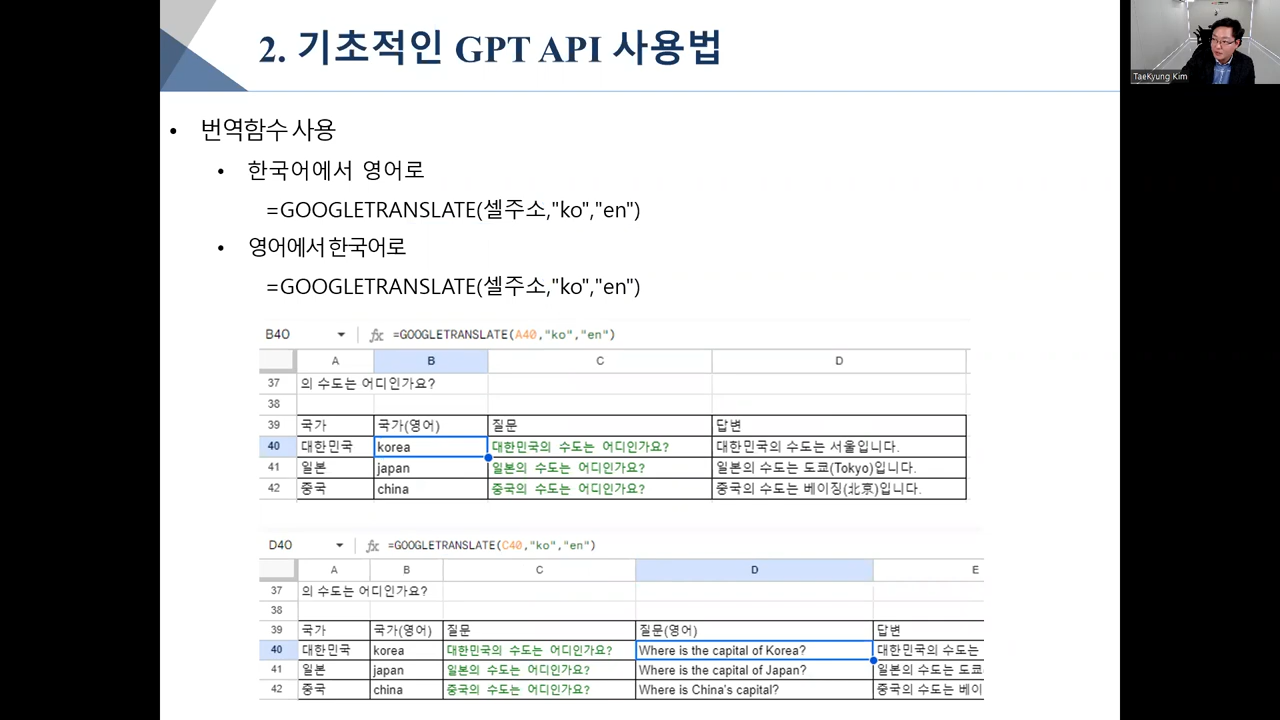 2. 기초적인 GPT API 사용법
TaeKyung Kim
• 번역함수 사용
• 한국어에서 영어로
=GOOGLETRANSLATE(셀주소,"ko","en")
• 영어에서 한국어로
=GOOGLETRANSLATE(셀주소,"ko","en")
B40 fx =GOOGLETRANSLATE(A40,"ko","en")
A B C D
37 의 수도는 어디인가요?
38
39 국가 국가(영어) 질문 답변
40 대한민국 korea 대한민국의 수도는 어디인가요? 대한민국의 수도는 서울입니다.
41 일본 japan 일본의 수도는 어디인가요? 일본의 수도는 도쿄(Tokyo)입니다.
42 중국 china 중국의 수도는 어디인가요? 중국의 수도는 베이징(北京)입니다.
D40 fx =GOOGLETRANSLATE(C40,"ko","en")
A B C D E
37 의 수도는 어디인가요?
38
39 국가 국가(영어) 질문 질문(영어) 답변
40 대한민국 korea 대한민국의 수도는 어디인가요? Where is the capital of Korea? 대한민국의 수도는
41 일본 japan 일본의 수도는 어디인가요? Where is the capital of Japan? 일본의 수도는 도쿄
42 중국 china 중국의 수도는 어디인가요? Where is China's capital? 중국의 수도는 베이